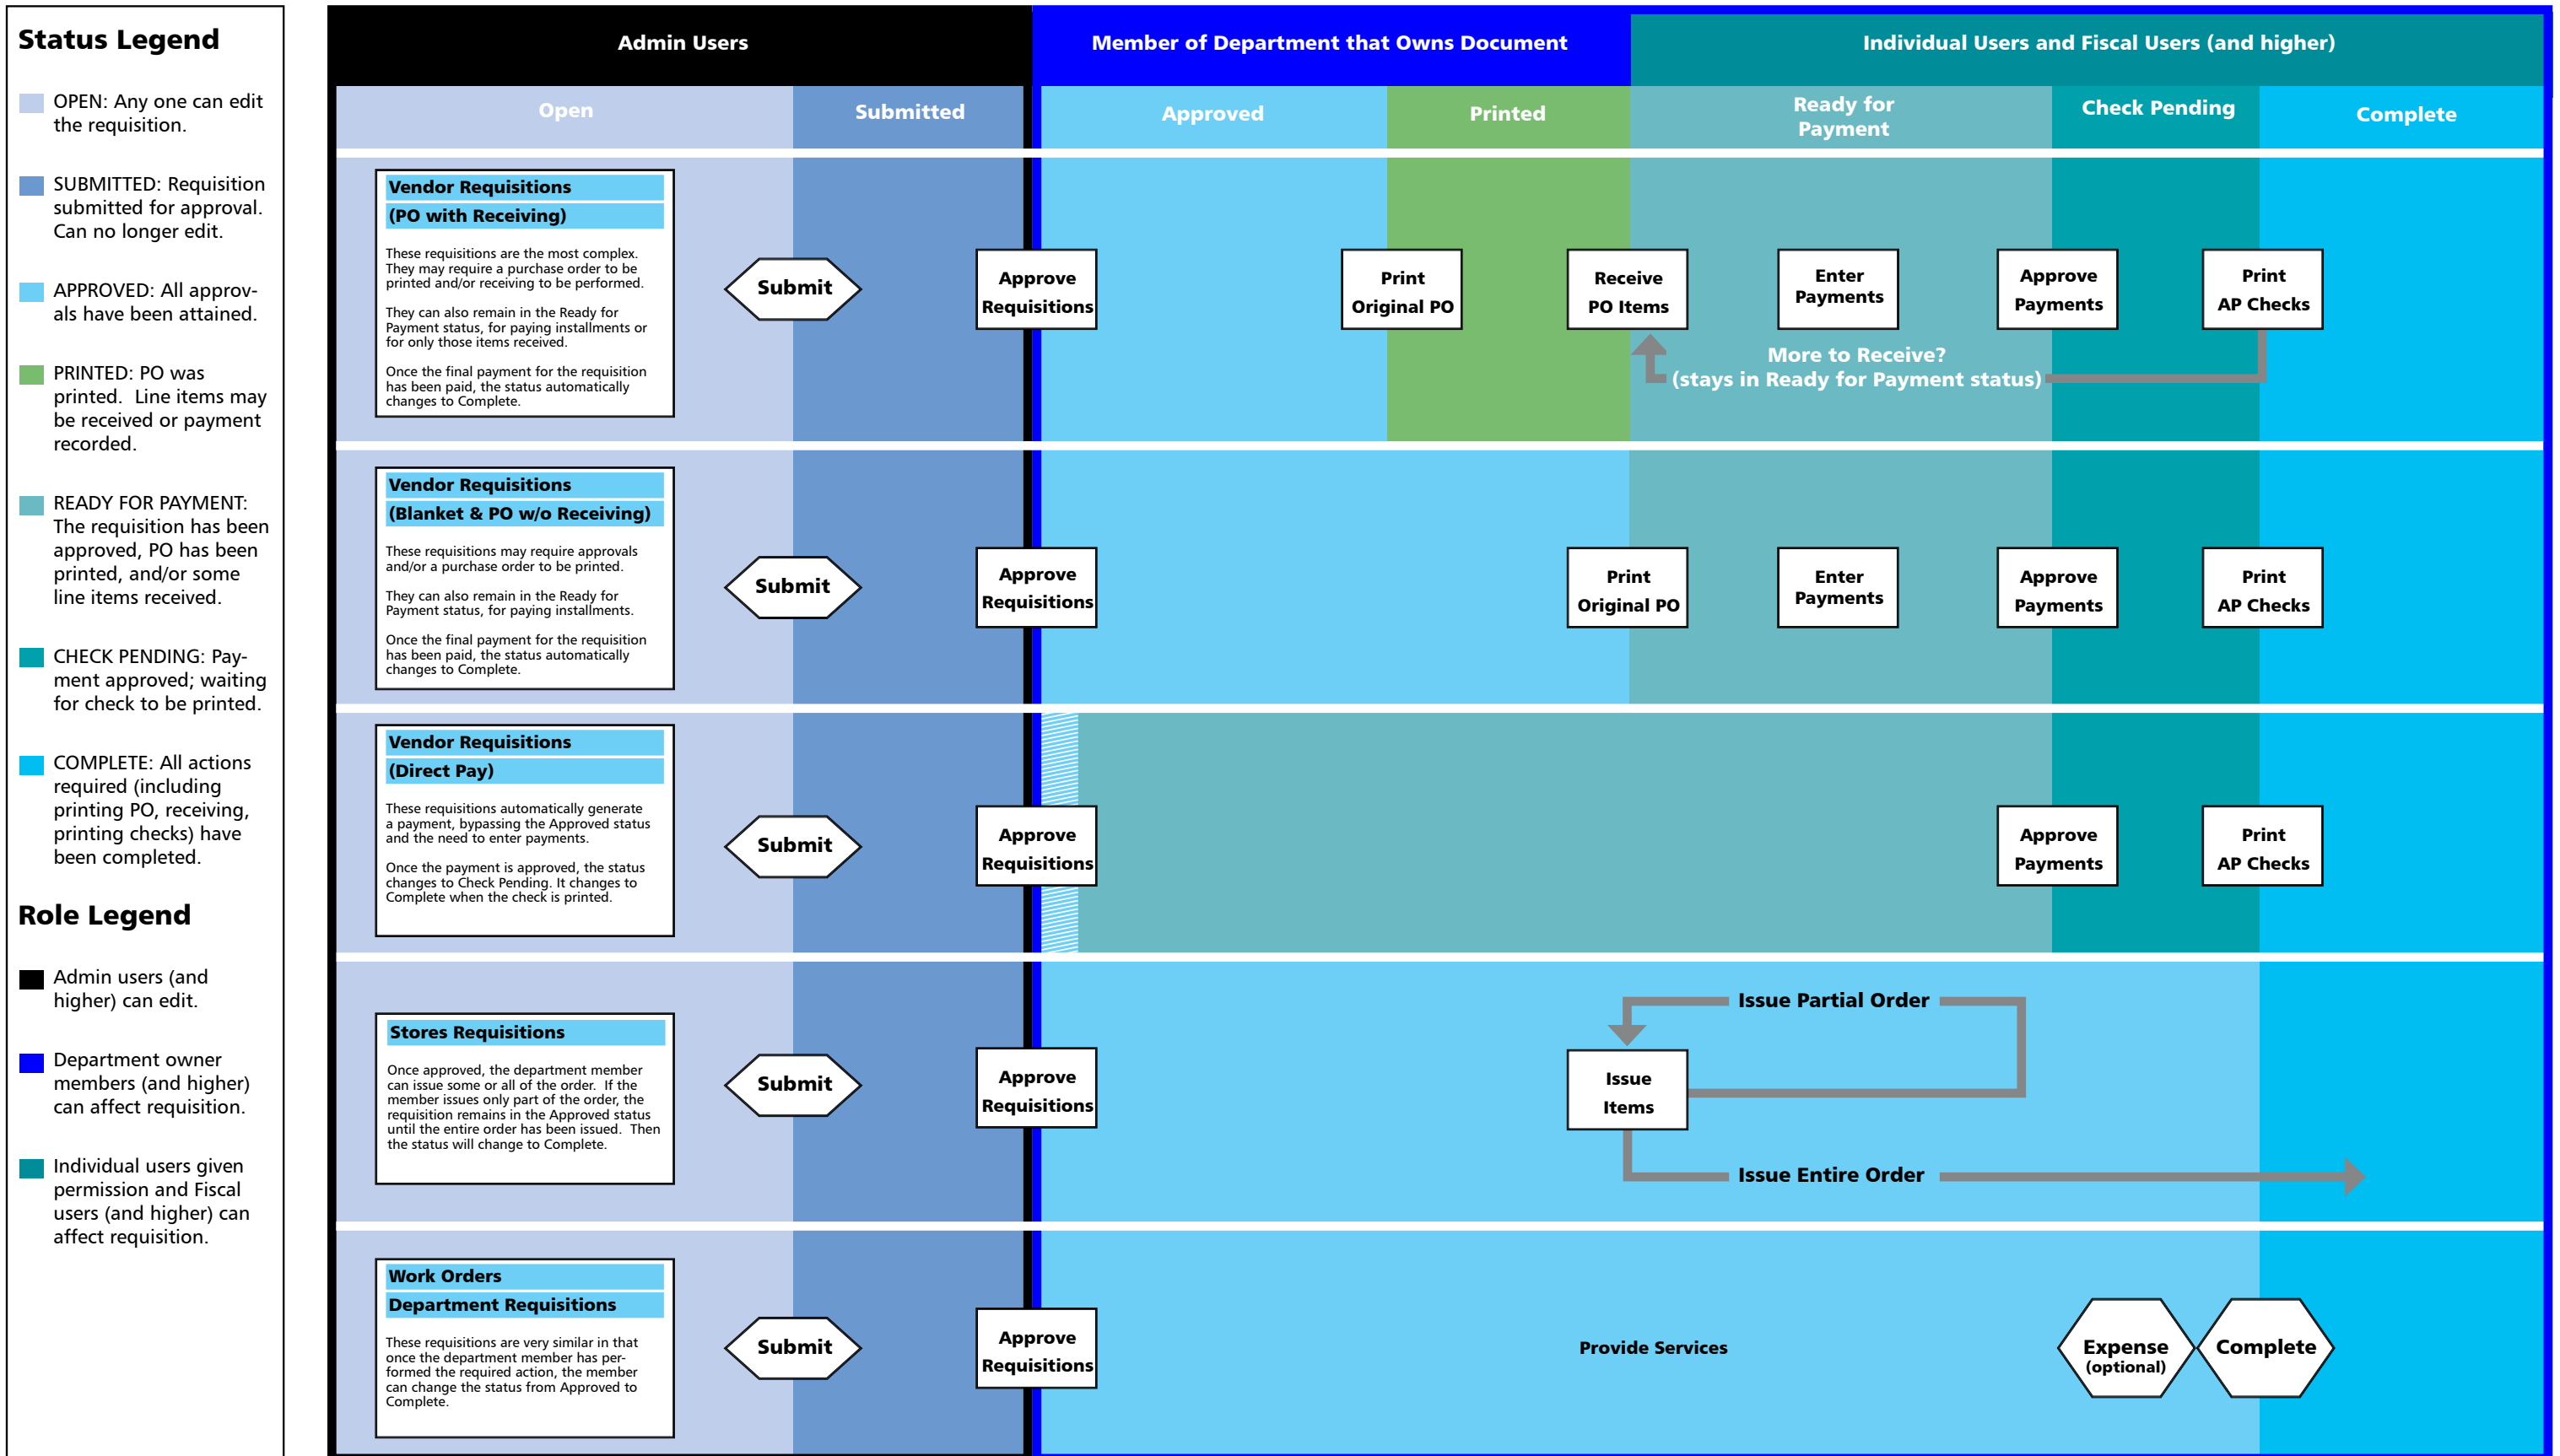 Status Legend
OPEN: Any one can edit
the requisition.
SUBMITTED: Requisition
submitted for approval.
Can no longer edit.
APPROVED: All approv-
als have been attained.
PRINTED: PO was
printed.  Line items may
be received or payment
recorded.
READY FOR PAYMENT:
The requisition has been
approved, PO has been
printed, and/or some
line items received.
CHECK PENDING: Pay-
ment approved; waiting
for check to be printed.
COMPLETE: All actions
required (including
printing PO, receiving,
printing checks) have
been completed.
Role Legend
Admin users (and
higher) can edit.
Department owner
members (and higher)
can affect requisition.
Individual users given
permission and Fiscal
users (and higher) can
affect requisition.
Admin Users
Member of Department that Owns Document
Individual Users and Fiscal Users (and higher)
Open
Submitted
Approved
Printed
Ready for
Payment
Check Pending
Complete
Vendor Requisitions
(PO with Receiving)
These requisitions are the most complex.
They may require a purchase order to be
printed and/or receiving to be performed.
They can also remain in the Ready for
Payment status, for paying installments or
for only those items received.
Once the final payment for the requisition
has been paid, the status automatically
changes to Complete.
Submit
Approve
Requisitions
Print
Original PO
Receive
PO Items
Enter
Payments
Approve
Payments
Print
AP Checks
More to Receive?
(stays in Ready for Payment status)
Vendor Requisitions
(Blanket & PO w/o Receiving)
These requisitions may require approvals
and/or a purchase order to be printed.
They can also remain in the Ready for
Payment status, for paying installments.
Once the final payment for the requisition
has been paid, the status automatically
changes to Complete.
Submit
Approve
Requisitions
Print
Original PO
Enter
Payments
Approve
Payments
Print
AP Checks
Vendor Requisitions
(Direct Pay)
These requisitions automatically generate
a payment, bypassing the Approved status
and the need to enter payments.
Once the payment is approved, the status
changes to Check Pending. It changes to
Complete when the check is printed.
Submit
Approve
Requisitions
Approve
Payments
Print
AP Checks
Stores Requisitions
Once approved, the department member
can issue some or all of the order.  If the
member issues only part of the order, the
requisition remains in the Approved status
until the entire order has been issued.  Then
the status will change to Complete.
Submit
Approve
Requisitions
Issue Partial Order
Issue
Items
Issue Entire Order
Work Orders
Department Requisitions
These requisitions are very similar in that
once the department member has per-
formed the required action, the member
can change the status from Approved to
Complete.
Submit
Approve
Requisitions
Provide Services
Expense
(optional)
Complete